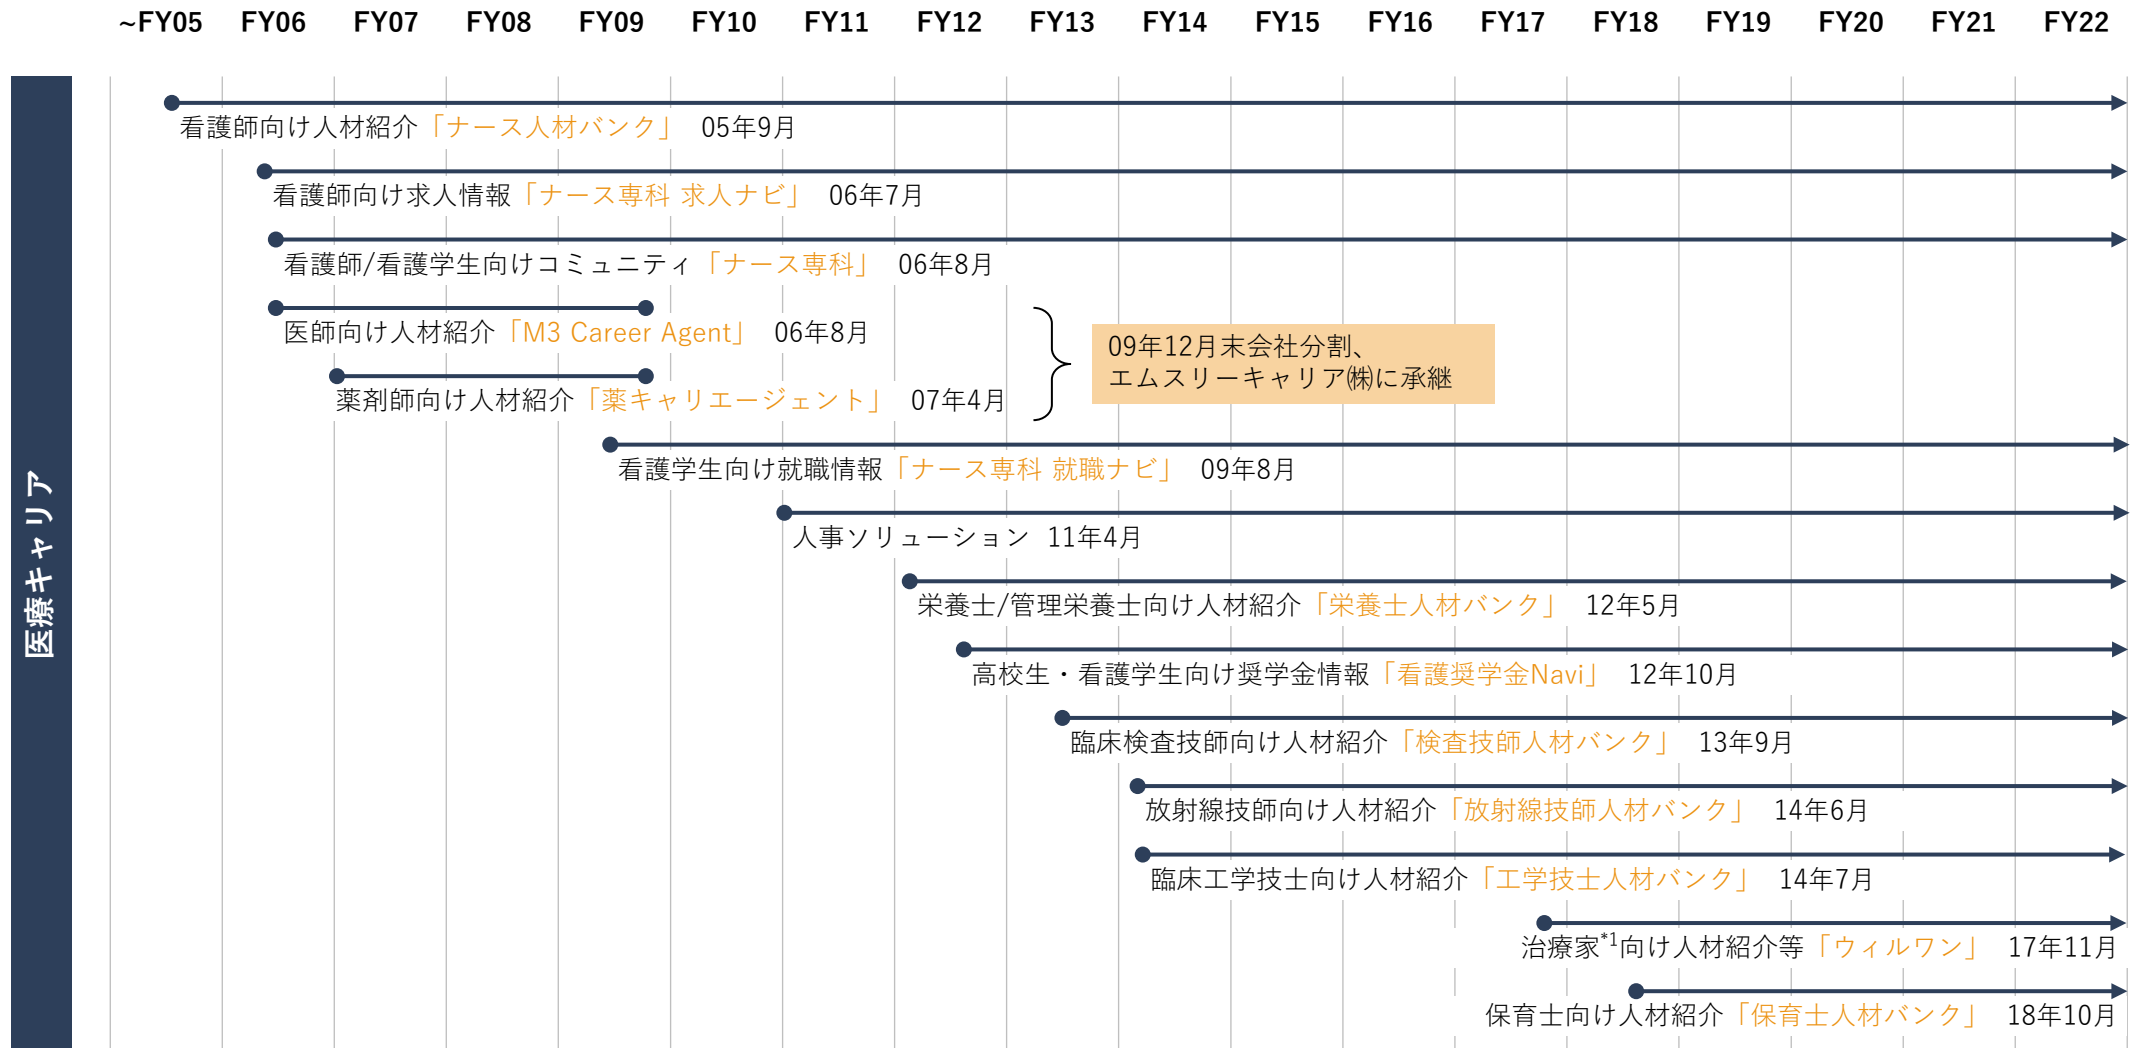 ~FY05 FY06 FY07 FY08 FY09 FY10 FY11 FY12 FY13 FY14 FY15 FY16 FY17 FY18 FY19 FY20 FY21 FY22
医療キャリア
看護師向け人材紹介「ナース人材バンク」 05年9月
看護師向け求人情報「ナース専科 求人ナビ」 06年7月
看護師/看護学生向けコミュニティ「ナース専科」 06年8月
医師向け人材紹介「M3 Career Agent」 06年8月
薬剤師向け人材紹介「薬キャリエージェント」 07年4月
09年12月末会社分割、
エムスリーキャリア㈱に承継
看護学生向け就職情報「ナース専科 就職ナビ」 09年8月
人事ソリューション 11年4月
栄養士/管理栄養士向け人材紹介「栄養士人材バンク」 12年5月
高校生・看護学生向け奨学金情報「看護奨学金Navi」 12年10月
臨床検査技師向け人材紹介「検査技師人材バンク」 13年9月
放射線技師向け人材紹介「放射線技師人材バンク」 14年6月
臨床工学技士向け人材紹介「工学技士人材バンク」 14年7月
治療家*1向け人材紹介等「ウィルワン」 17年11月
保育士向け人材紹介「保育士人材バンク」 18年10月